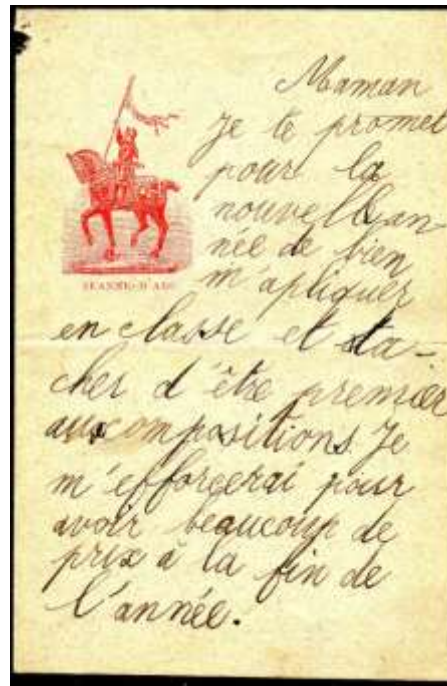 Maman
Je te promet
pour la
nouvelle an
née de bien
m'apliquer
JEANNE-D'ARC
en classe et ta-
cher d'être premier
aux compositions. Je
m'efforcerai pour
avoir beaucoup de
prix à la fin de
l'année.